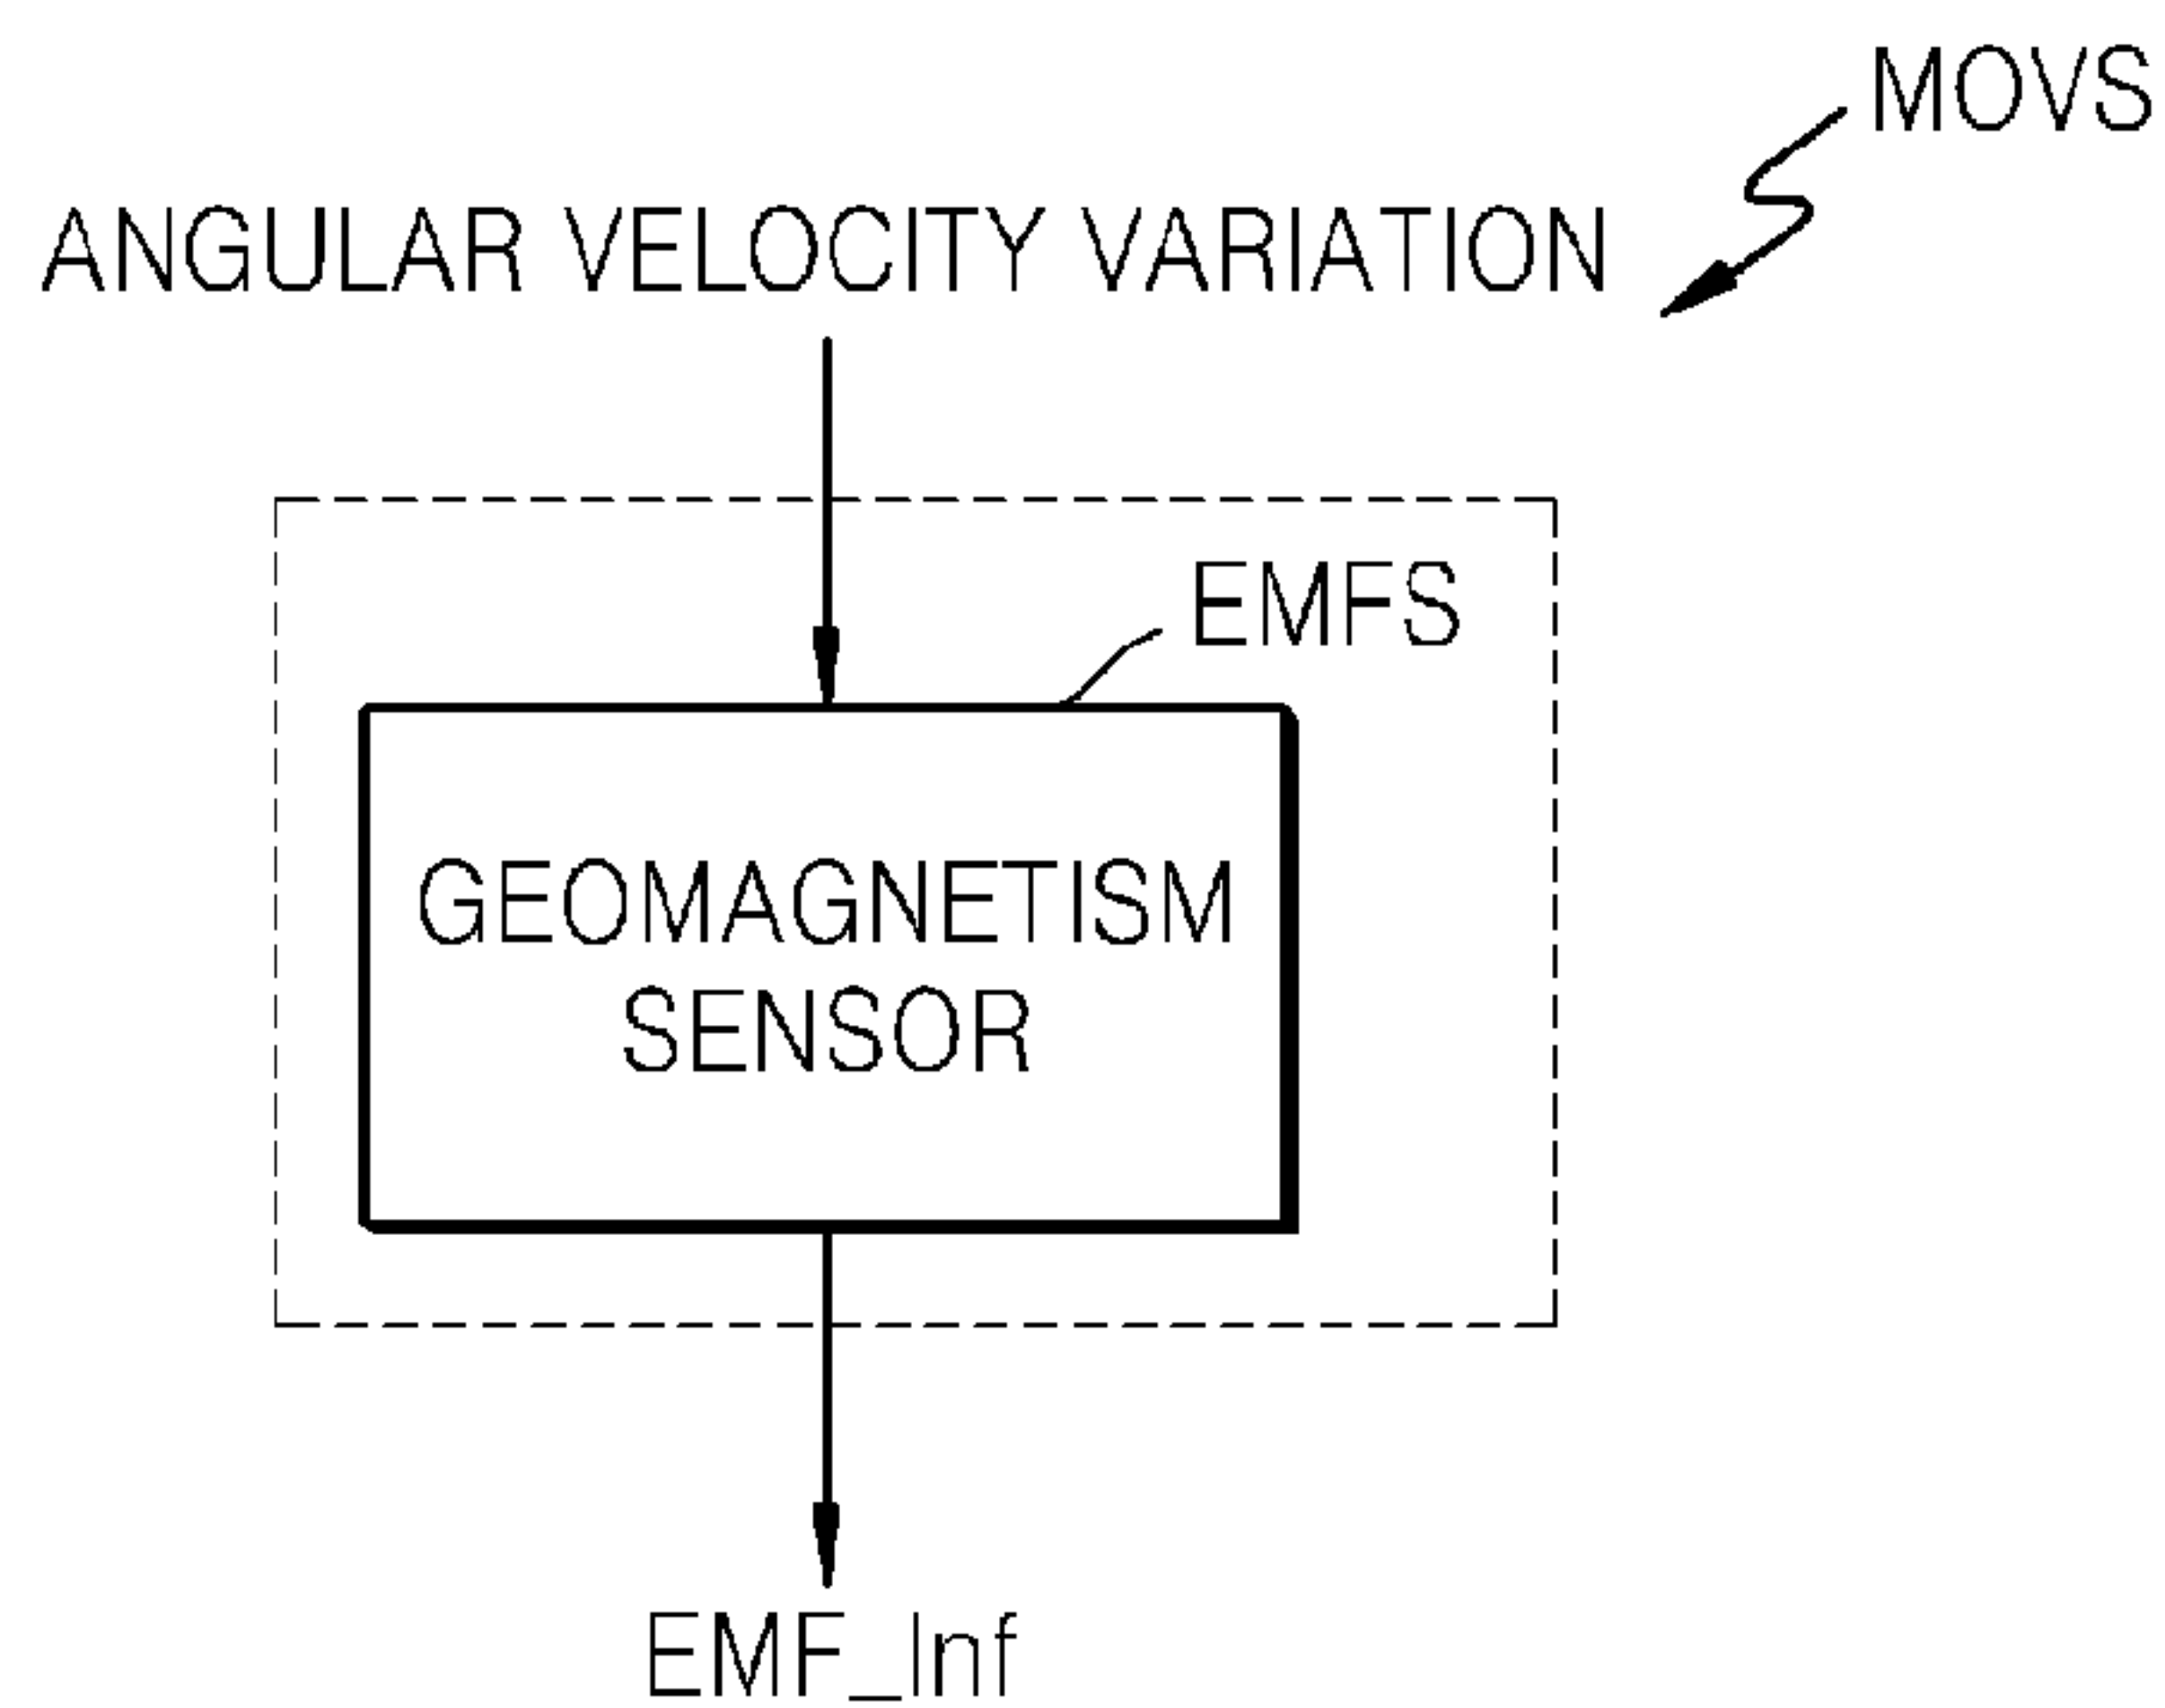 MOVS
ANGULAR VELOCITY VARIATION
EMFS
GEOMAGNETISM
SENSOR
EMF_Inf